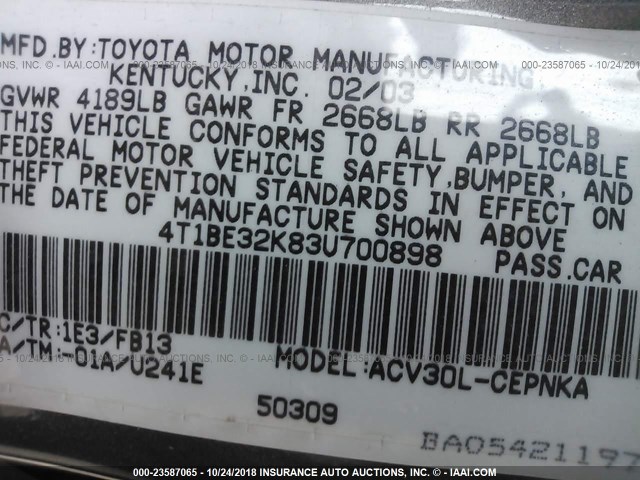 MFD.BY:TOYOTA MOTOR MANUFACTURING
KENTUCKY,INC. 02/03
GVWR 4189LB GAWR FR 2668LB RR 2668LB
THIS VEHICLE CONFORMS TO ALL APPLICABLE
FEDERAL MOTOR VEHICLE SAFETY,BUMPER, AND
THEFT PREVENTION STANDARDS IN EFFECT ON
THE DATE OF MANUFACTURE SHOWN ABOVE
4T1BE32K83U700898 PASS.CAR
C/TR:1E3/FB13
A/TM:-01A/U241E
MODEL:ACV30L-CEPNKA
50309
BA05421197
000-23587065 - 10/24/2018 INSURANCE AUTO AUCTIONS, LLC - WWW.IAAI.COM